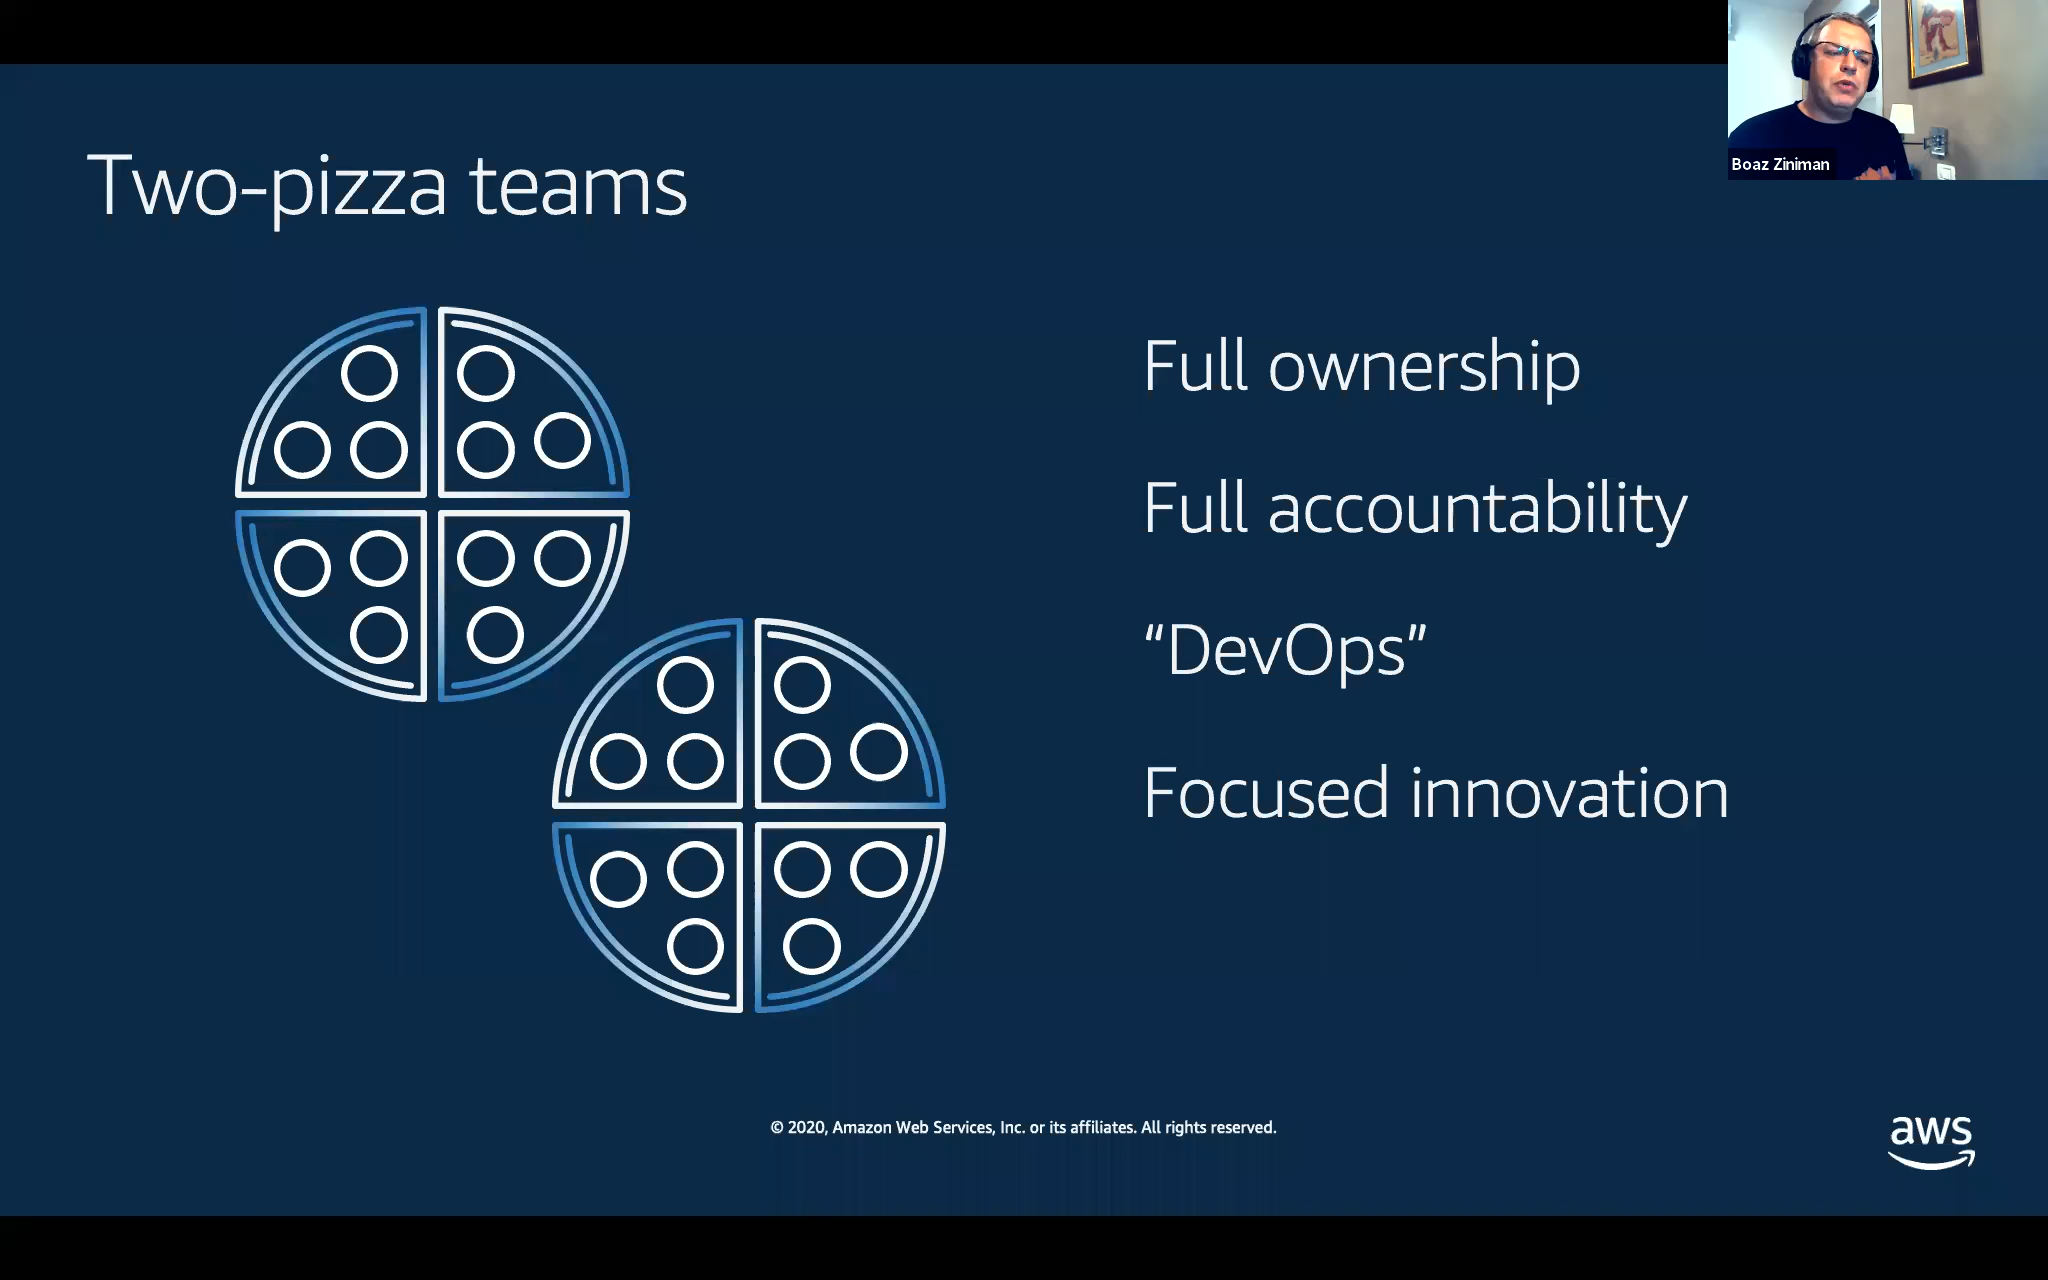 Boaz Ziniman
Two-pizza teams
Full ownership
Full accountability
“DevOps”
Focused innovation
© 2020, Amazon Web Services, Inc. or its affiliates. All rights reserved.
aws